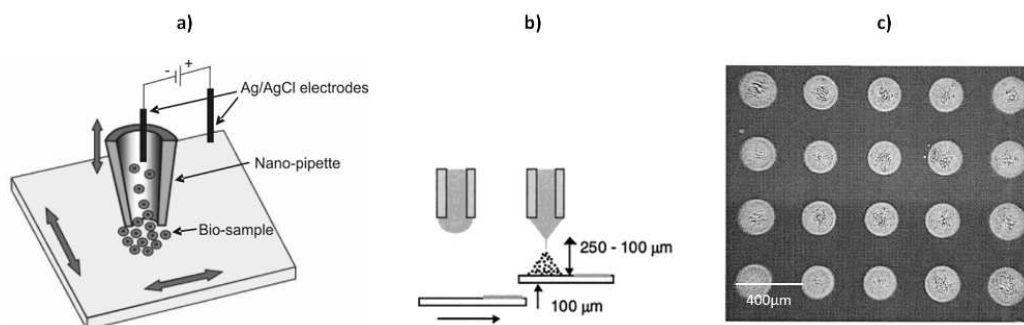 a)
b)
c)
- +
Ag/AgCl electrodes
Nano-pipette
Bio-sample
250 - 100 µm
100 µm
400µm